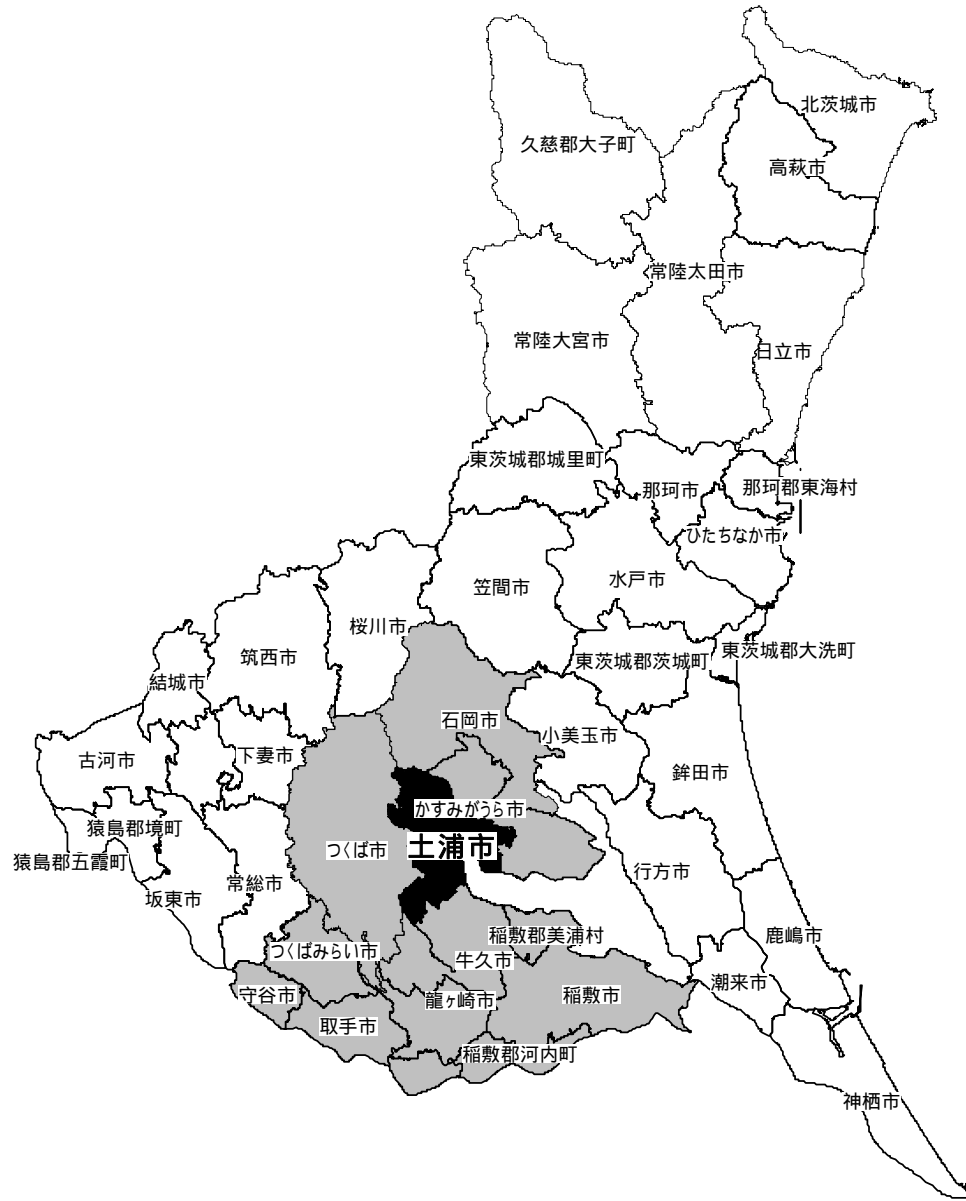 北茨城市
久慈郡大子町
高萩市
常陸太田市
常陸大宮市
日立市
東茨城郡城里町
那珂市
那珂郡東海村
ひたちなか市
水戸市
笠間市
桜川市
筑西市
東茨城郡茨城町
東茨城郡大洗町
結城市
石岡市
小美玉市
古河市
下妻市
鉾田市
かすみがうら市
猿島郡境町
土浦市
つくば市
猿島郡五霞町
行方市
常総市
坂東市
稲敷郡美浦村
鹿嶋市
つくばみらい市
牛久市
潮来市
守谷市
龍ヶ崎市
稲敷市
取手市
稲敷郡河内町
神栖市